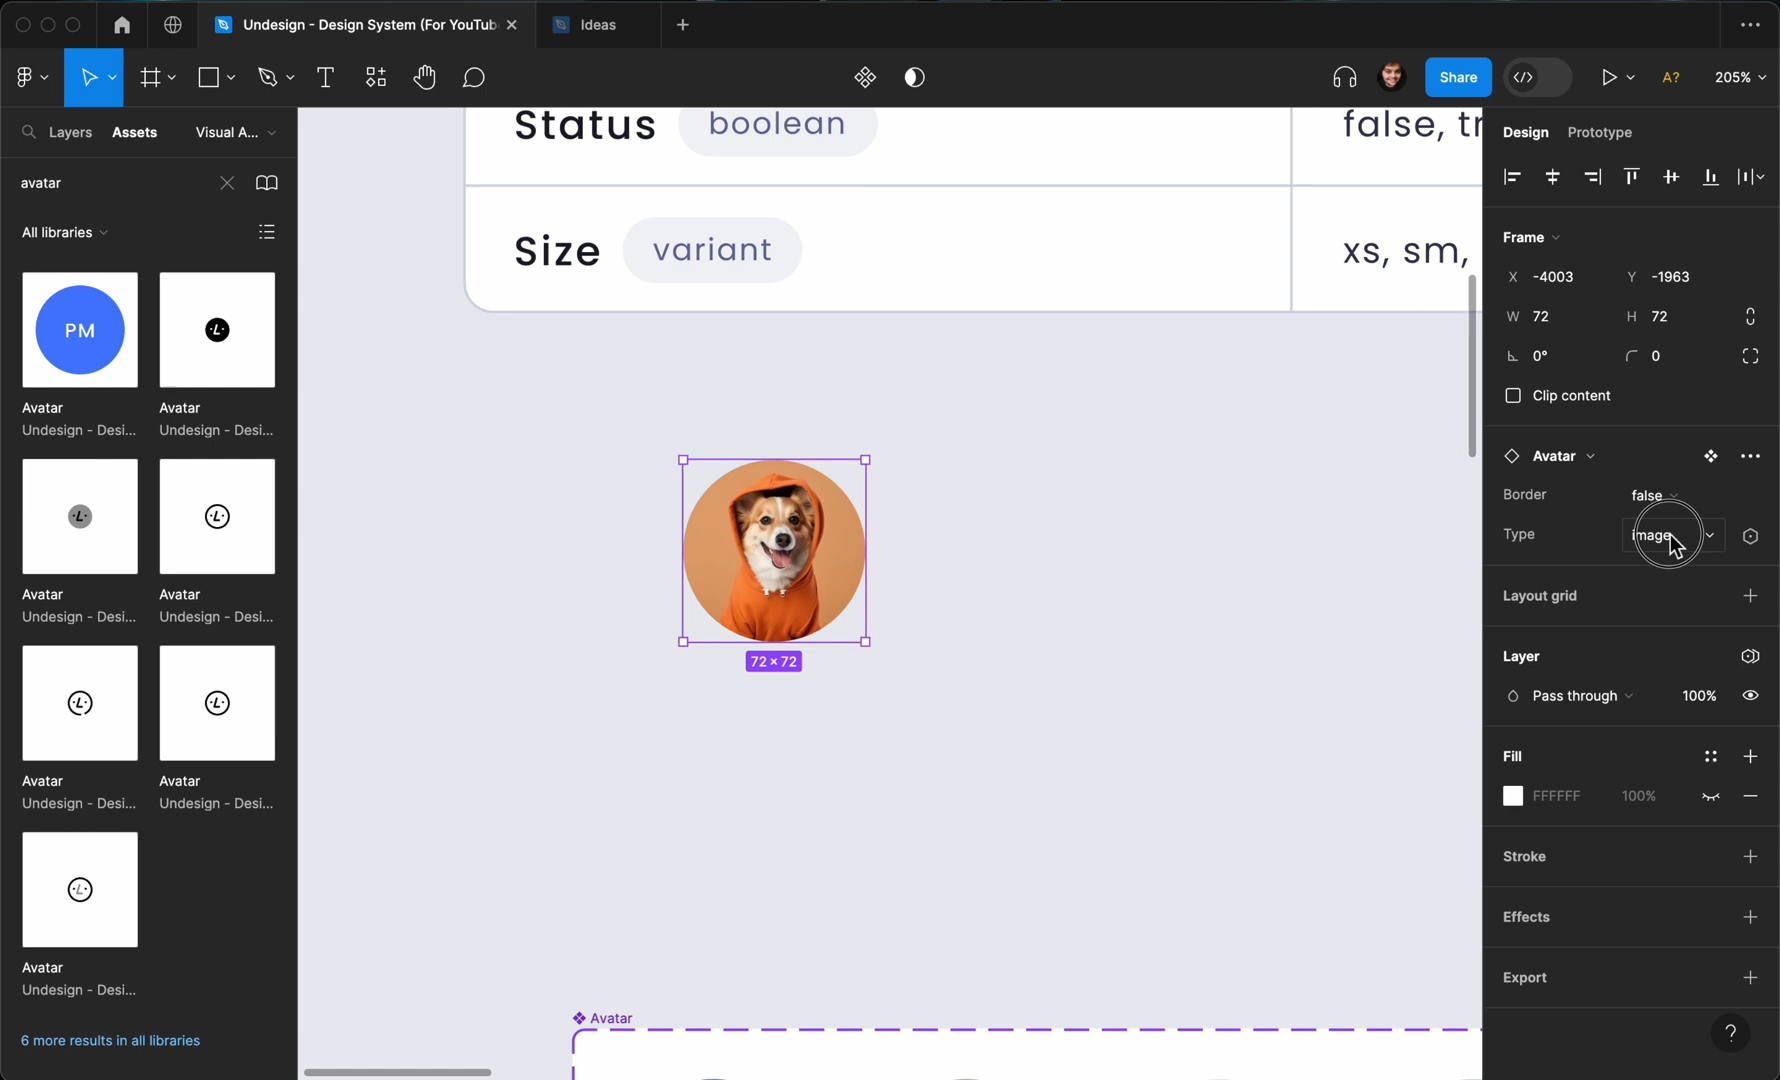 Undesign - Design System (For YouTub
Ideas
Share
A?
205%
Layers
Assets
Visual A...
avatar
All libraries
PM
Avatar
Undesign - Desi...
Avatar
Undesign - Desi...
Avatar
Undesign - Desi...
Avatar
Undesign - Desi...
Avatar
Undesign - Desi...
Avatar
Undesign - Desi...
Avatar
Undesign - Desi...
6 more results in all libraries
Status boolean
false, tr
Size variant
xs, sm,
72 × 72
Avatar
Design
Prototype
Frame
X -4003 Y -1963
W 72 H 72
0° 0
Clip content
Avatar
Border false
Type image
Layout grid
Layer
Pass through 100%
Fill
FFFFFF 100%
Stroke
Effects
Export
?